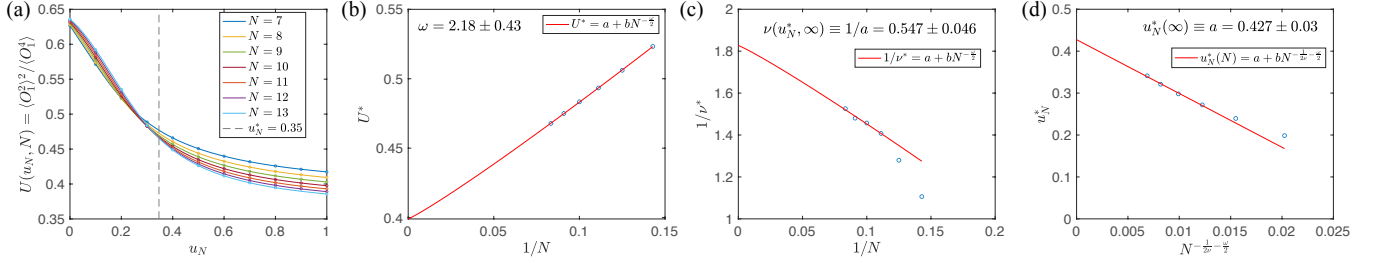 (a)
U(u_N, N) = ⟨O_1^2⟩^2/⟨O_1^4⟩
0.65
0.6
0.55
0.5
0.45
0.4
0.35
N = 7
N = 8
N = 9
N = 10
N = 11
N = 12
N = 13
u_N^* = 0.35
0 0.2 0.4 0.6 0.8 1
u_N
(b)
ω = 2.18 ± 0.43
U^* = a + bN^{-ω/2}
U^*
0.55
0.5
0.45
0.4
0 0.05 0.1 0.15
1/N
(c)
ν(u_N^*, ∞) ≡ 1/a = 0.547 ± 0.046
1/ν^* = a + bN^{-ω/2}
1/ν^*
2
1.8
1.6
1.4
1.2
1
0 0.05 0.1 0.15 0.2
1/N
(d)
u_N^*(∞) ≡ a = 0.427 ± 0.03
u_N^*(N) = a + bN^{-1/2ν-ω/2}
u_N^*
0.5
0.4
0.3
0.2
0.1
0
0 0.005 0.01 0.015 0.02 0.025
N^{-1/2ν-ω/2}